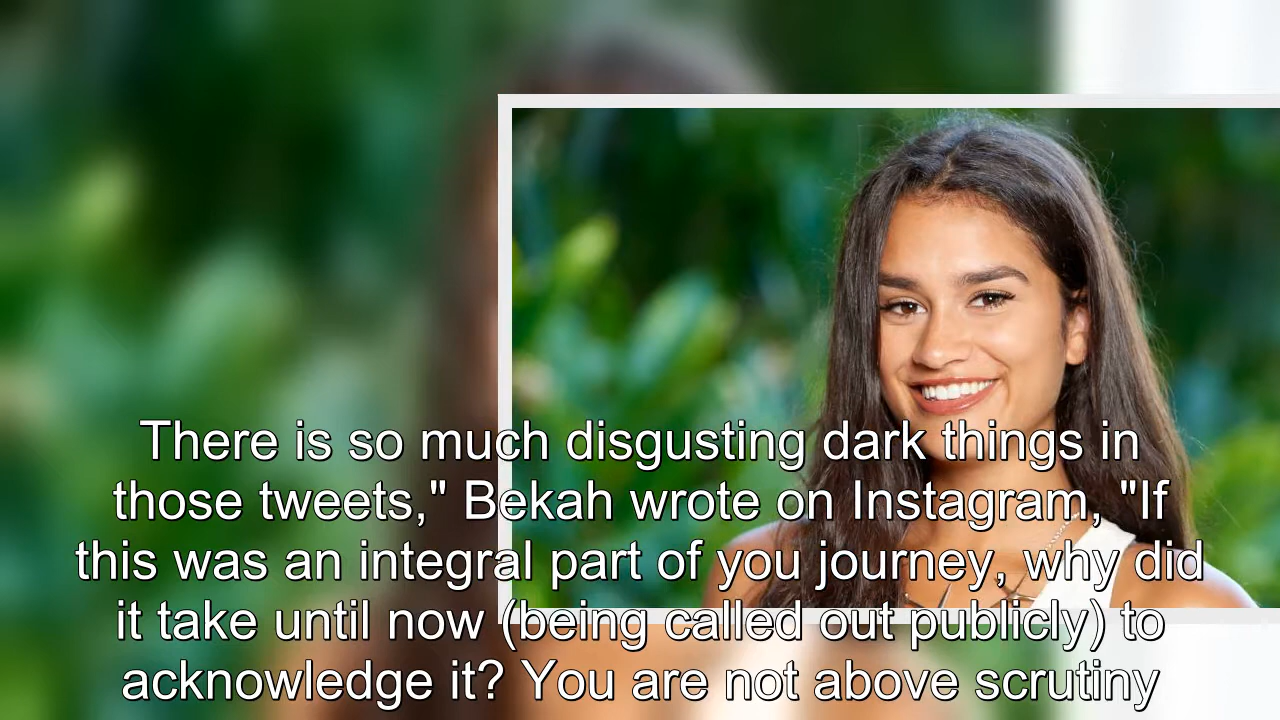 There is so much disgusting dark things in
those tweets," Bekah wrote on Instagram, "If
this was an integral part of you journey, why did
it take until now (being called out publicly) to
acknowledge it? You are not above scrutiny